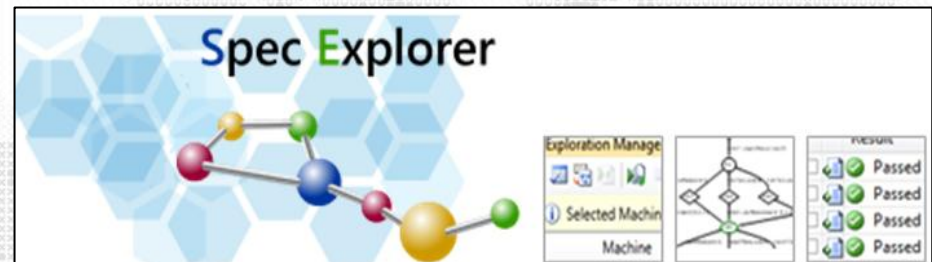 Spec Explorer
Exploration Manage
Selected Machin
Machine
Result
Passed
Passed
Passed
Passed